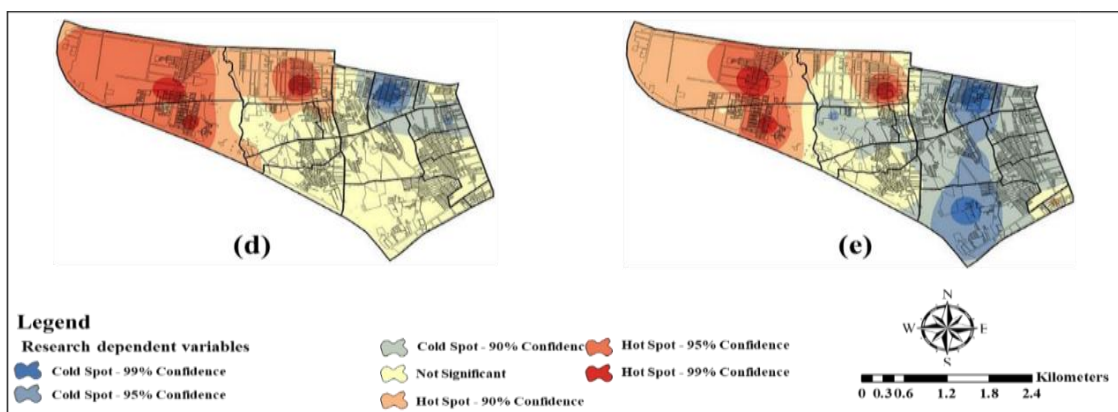 (d)
(e)
Legend
Research dependent variables
Cold Spot - 99% Confidence
Cold Spot - 95% Confidence
Cold Spot - 90% Confidenc
Not Significant
Hot Spot - 90% Confidence
Hot Spot - 95% Confidence
Hot Spot - 99% Confidence
N
W E
S
Kilometers
0 0.3 0.6 1.2 1.8 2.4